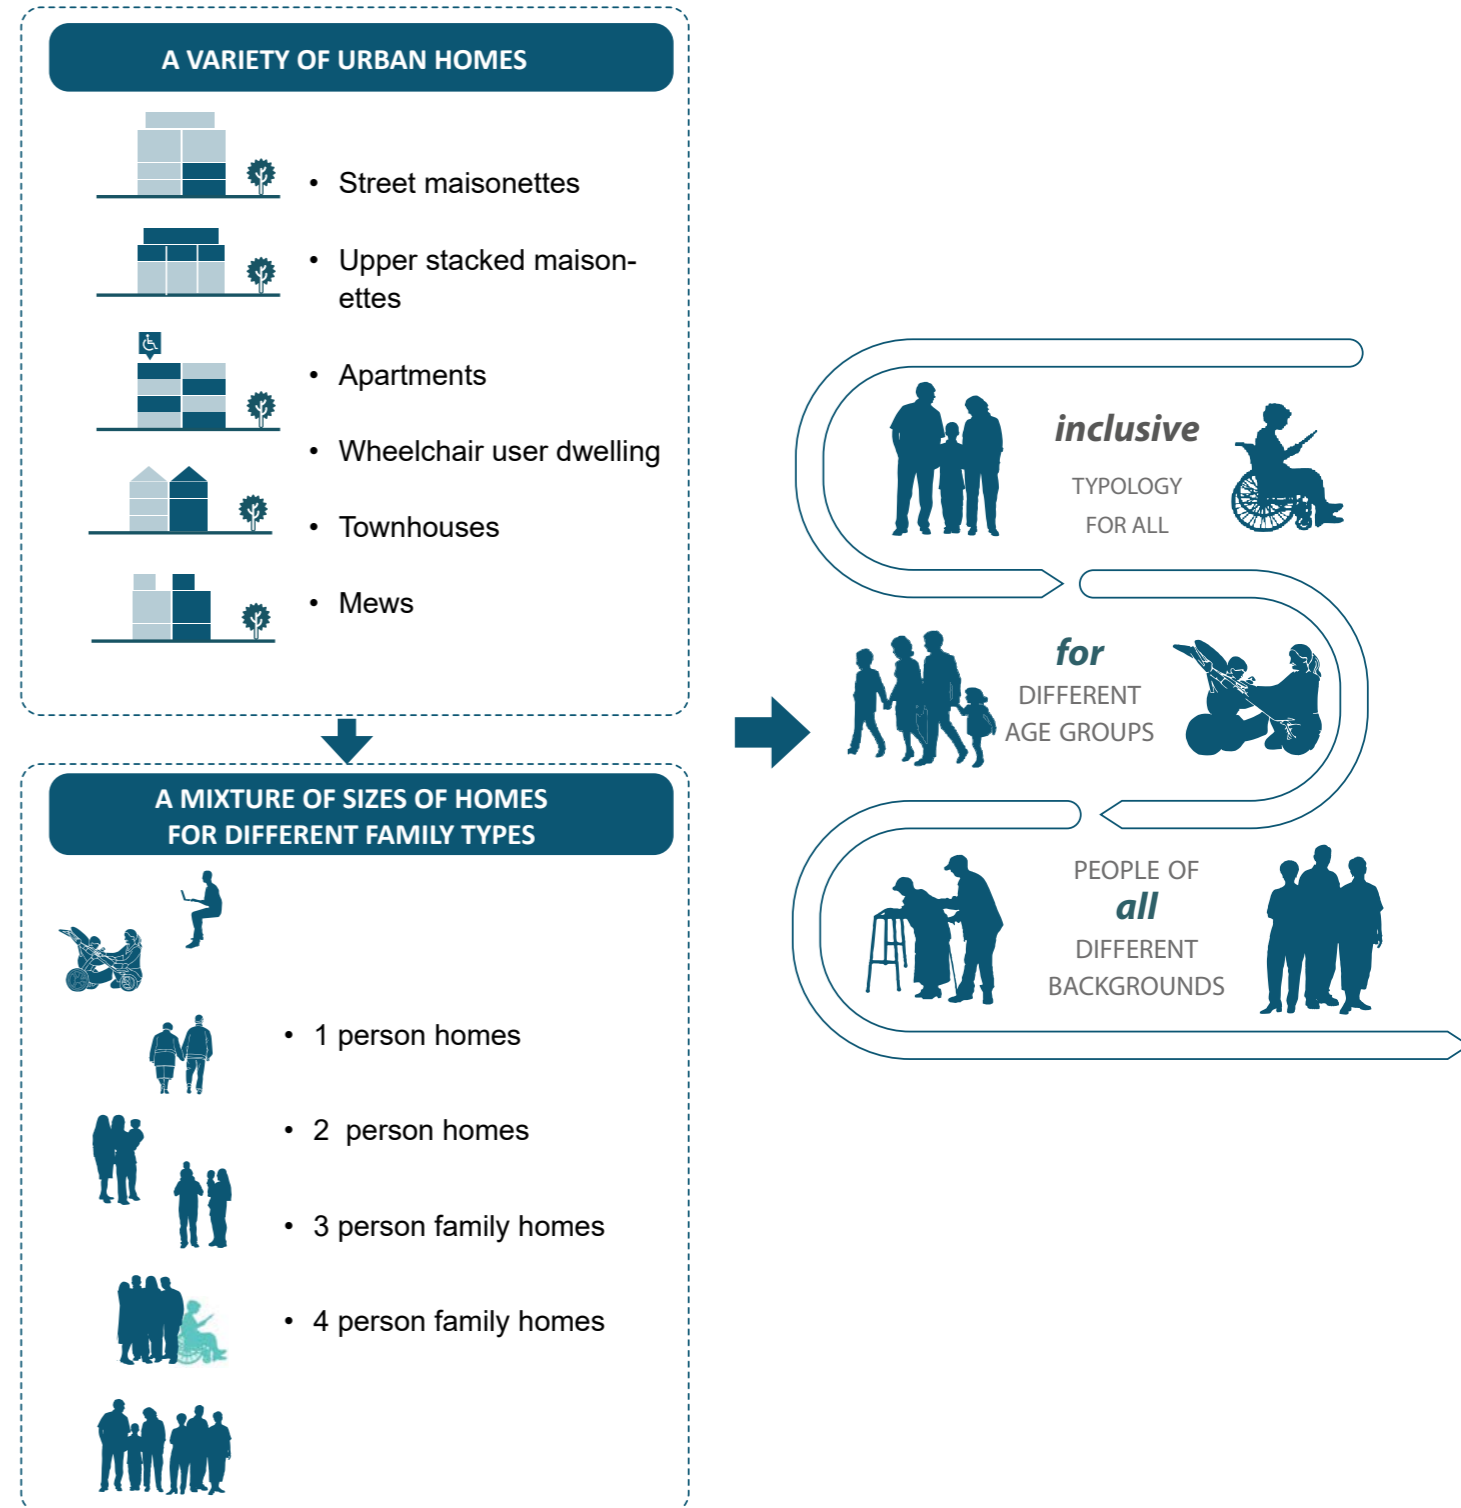 A VARIETY OF URBAN HOMES
• Street maisonettes
• Upper stacked maison-
ettes
• Apartments
• Wheelchair user dwelling
• Townhouses
• Mews
A MIXTURE OF SIZES OF HOMES
FOR DIFFERENT FAMILY TYPES
• 1 person homes
• 2  person homes
• 3 person family homes
• 4 person family homes
inclusive
TYPOLOGY
FOR ALL
for
DIFFERENT
AGE GROUPS
PEOPLE OF
all
DIFFERENT
BACKGROUNDS